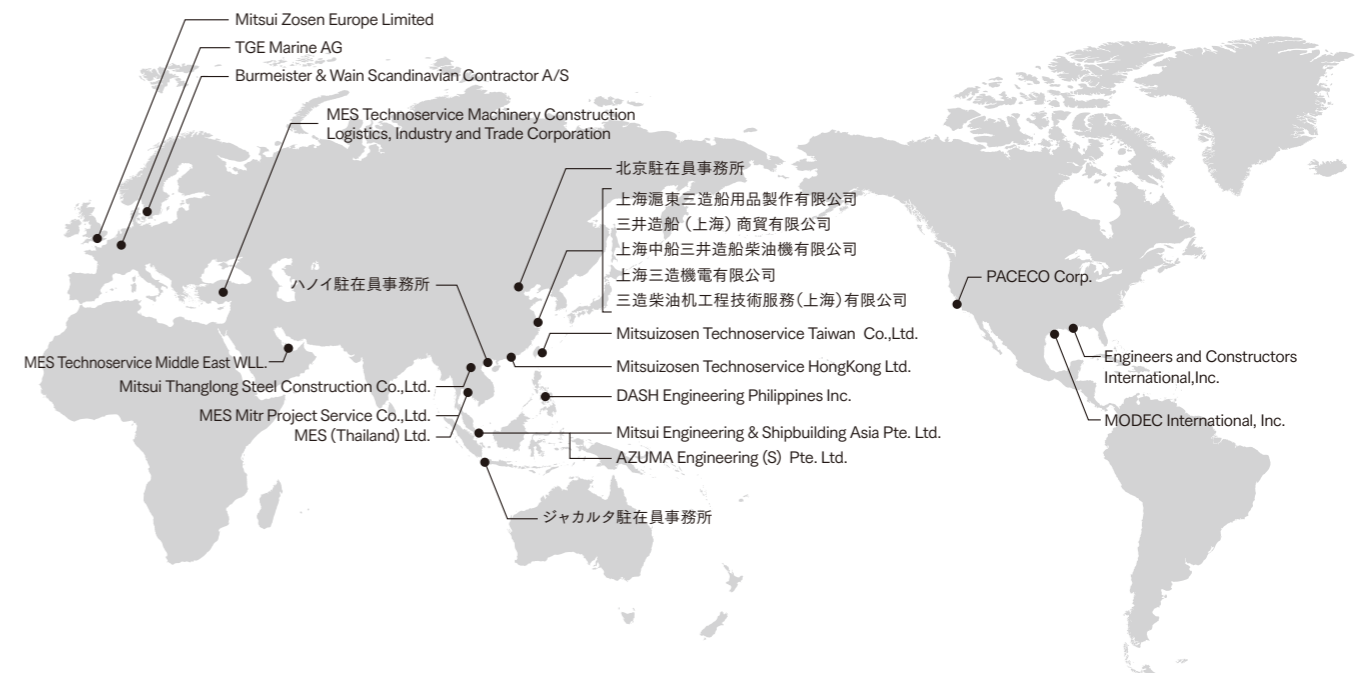 Mitsui Zosen Europe Limited
TGE Marine AG
Burmeister & Wain Scandinavian Contractor A/S
MES Technoservice Machinery Construction
Logistics, Industry and Trade Corporation
北京駐在員事務所
上海滬東三造船用品製作有限公司
三井造船（上海）商貿有限公司
上海中船三井造船柴油機有限公司
上海三造機電有限公司
三造柴油机工程技術服務（上海）有限公司
ハノイ駐在員事務所
PACECO Corp.
Mitsuizosen Technoservice Taiwan Co.,Ltd.
Engineers and Constructors
International,Inc.
MES Technoservice Middle East WLL.
Mitsuizosen Technoservice HongKong Ltd.
Mitsui Thanglong Steel Construction Co.,Ltd.
DASH Engineering Philippines Inc.
MES Mitr Project Service Co.,Ltd.
MODEC International, Inc.
MES (Thailand) Ltd.
Mitsui Engineering & Shipbuilding Asia Pte. Ltd.
AZUMA Engineering (S) Pte. Ltd.
ジャカルタ駐在員事務所